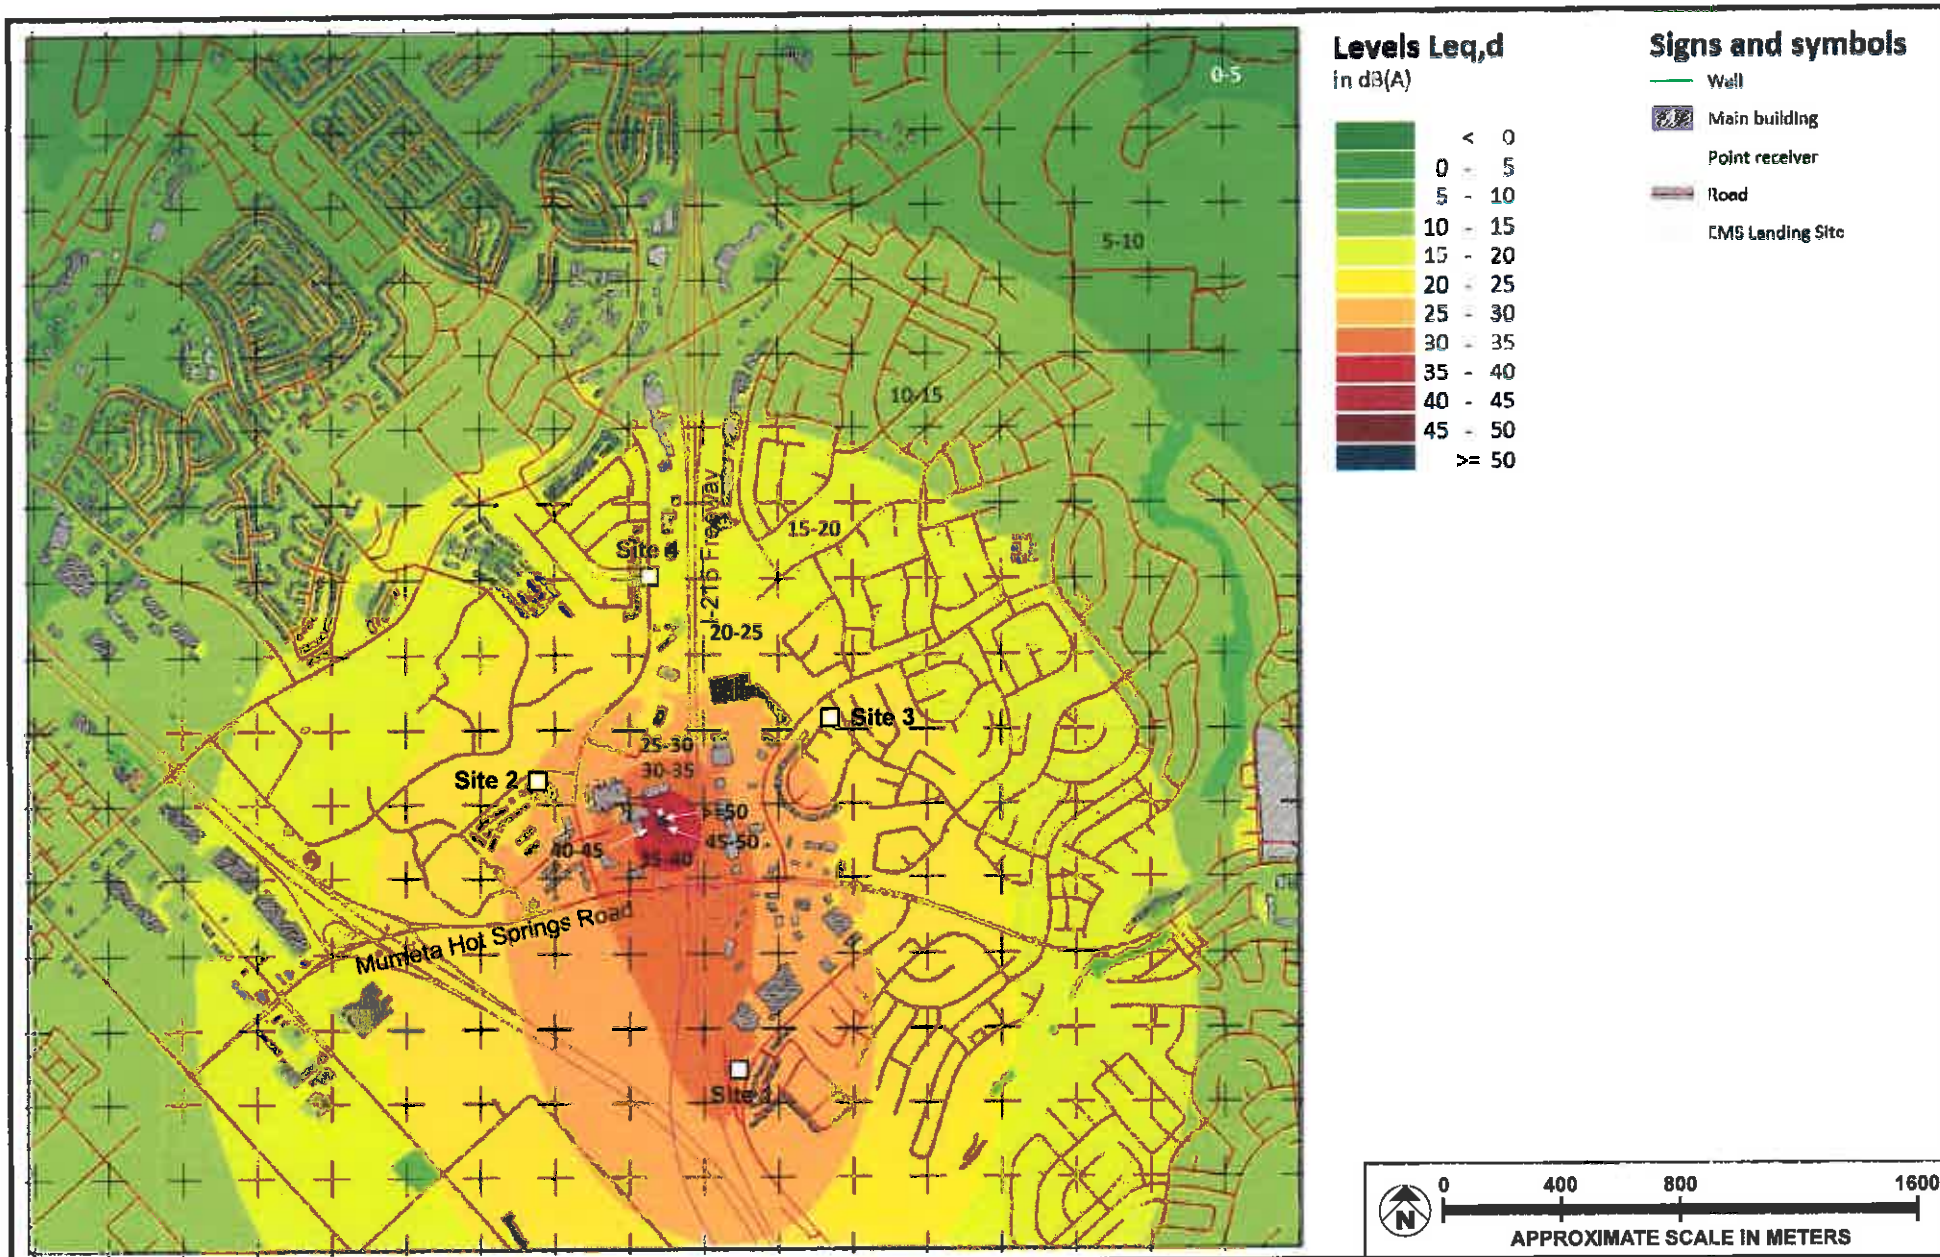 0-5
5-10
10-15
15-20
Site 4
I-215 Freeway
20-25
Site 3
25-30
30-35
Site 2
>=50
45-50
40-45
35-40
Mumeta Hot Springs Road
Site 1
Levels Leq,d
in dB(A)
< 0
0 - 5
5 - 10
10 - 15
15 - 20
20 - 25
25 - 30
30 - 35
35 - 40
40 - 45
45 - 50
>= 50
Signs and symbols
Wall
Main building
Point receiver
Road
EMS Landing Site
N
0 400 800 1600
APPROXIMATE SCALE IN METERS